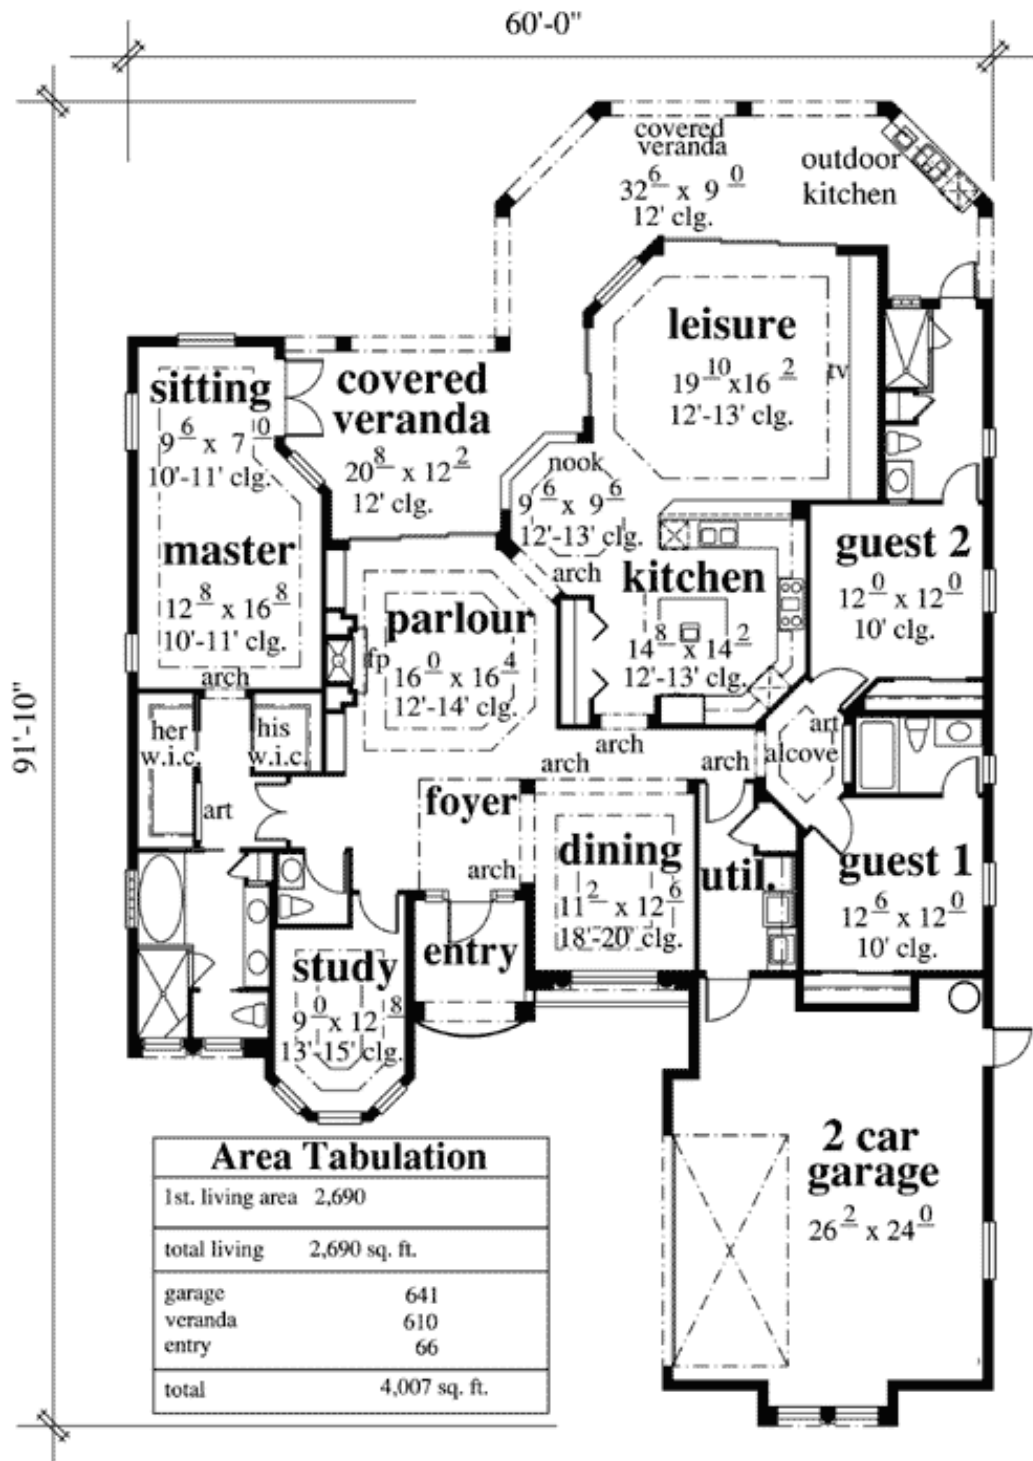 60'-0"
91'-10"
covered
veranda
32 6 x 9 0
12' clg.
outdoor
kitchen
leisure
19 10 x16 2
12'-13' clg.
tv
sitting
9 6 x 7 0
10'-11' clg.
covered
veranda
20 8 x 12 2
12' clg.
nook
9 6 x 9 6
12'-13' clg.
arch
master
12 8 x 16 8
10'-11' clg.
arch
parlour
16 0 x 16 4
12'-14' clg.
fp
kitchen
14 8 x 14 2
12'-13' clg.
arch
guest 2
12 0 x 12 0
10' clg.
her
w.i.c.
his
w.i.c.
art
arch
arch
art
alcove
foyer
arch
dining
11 2 x 12 6
18'-20' clg.
util.
guest 1
12 6 x 12 0
10' clg.
entry
study
9 0 x 12 8
13'-15' clg.
2 car
garage
26 2 x 24 0
Area Tabulation
1st. living area 2,690
total living 2,690 sq. ft.
garage 641
veranda 610
entry 66
total 4,007 sq. ft.